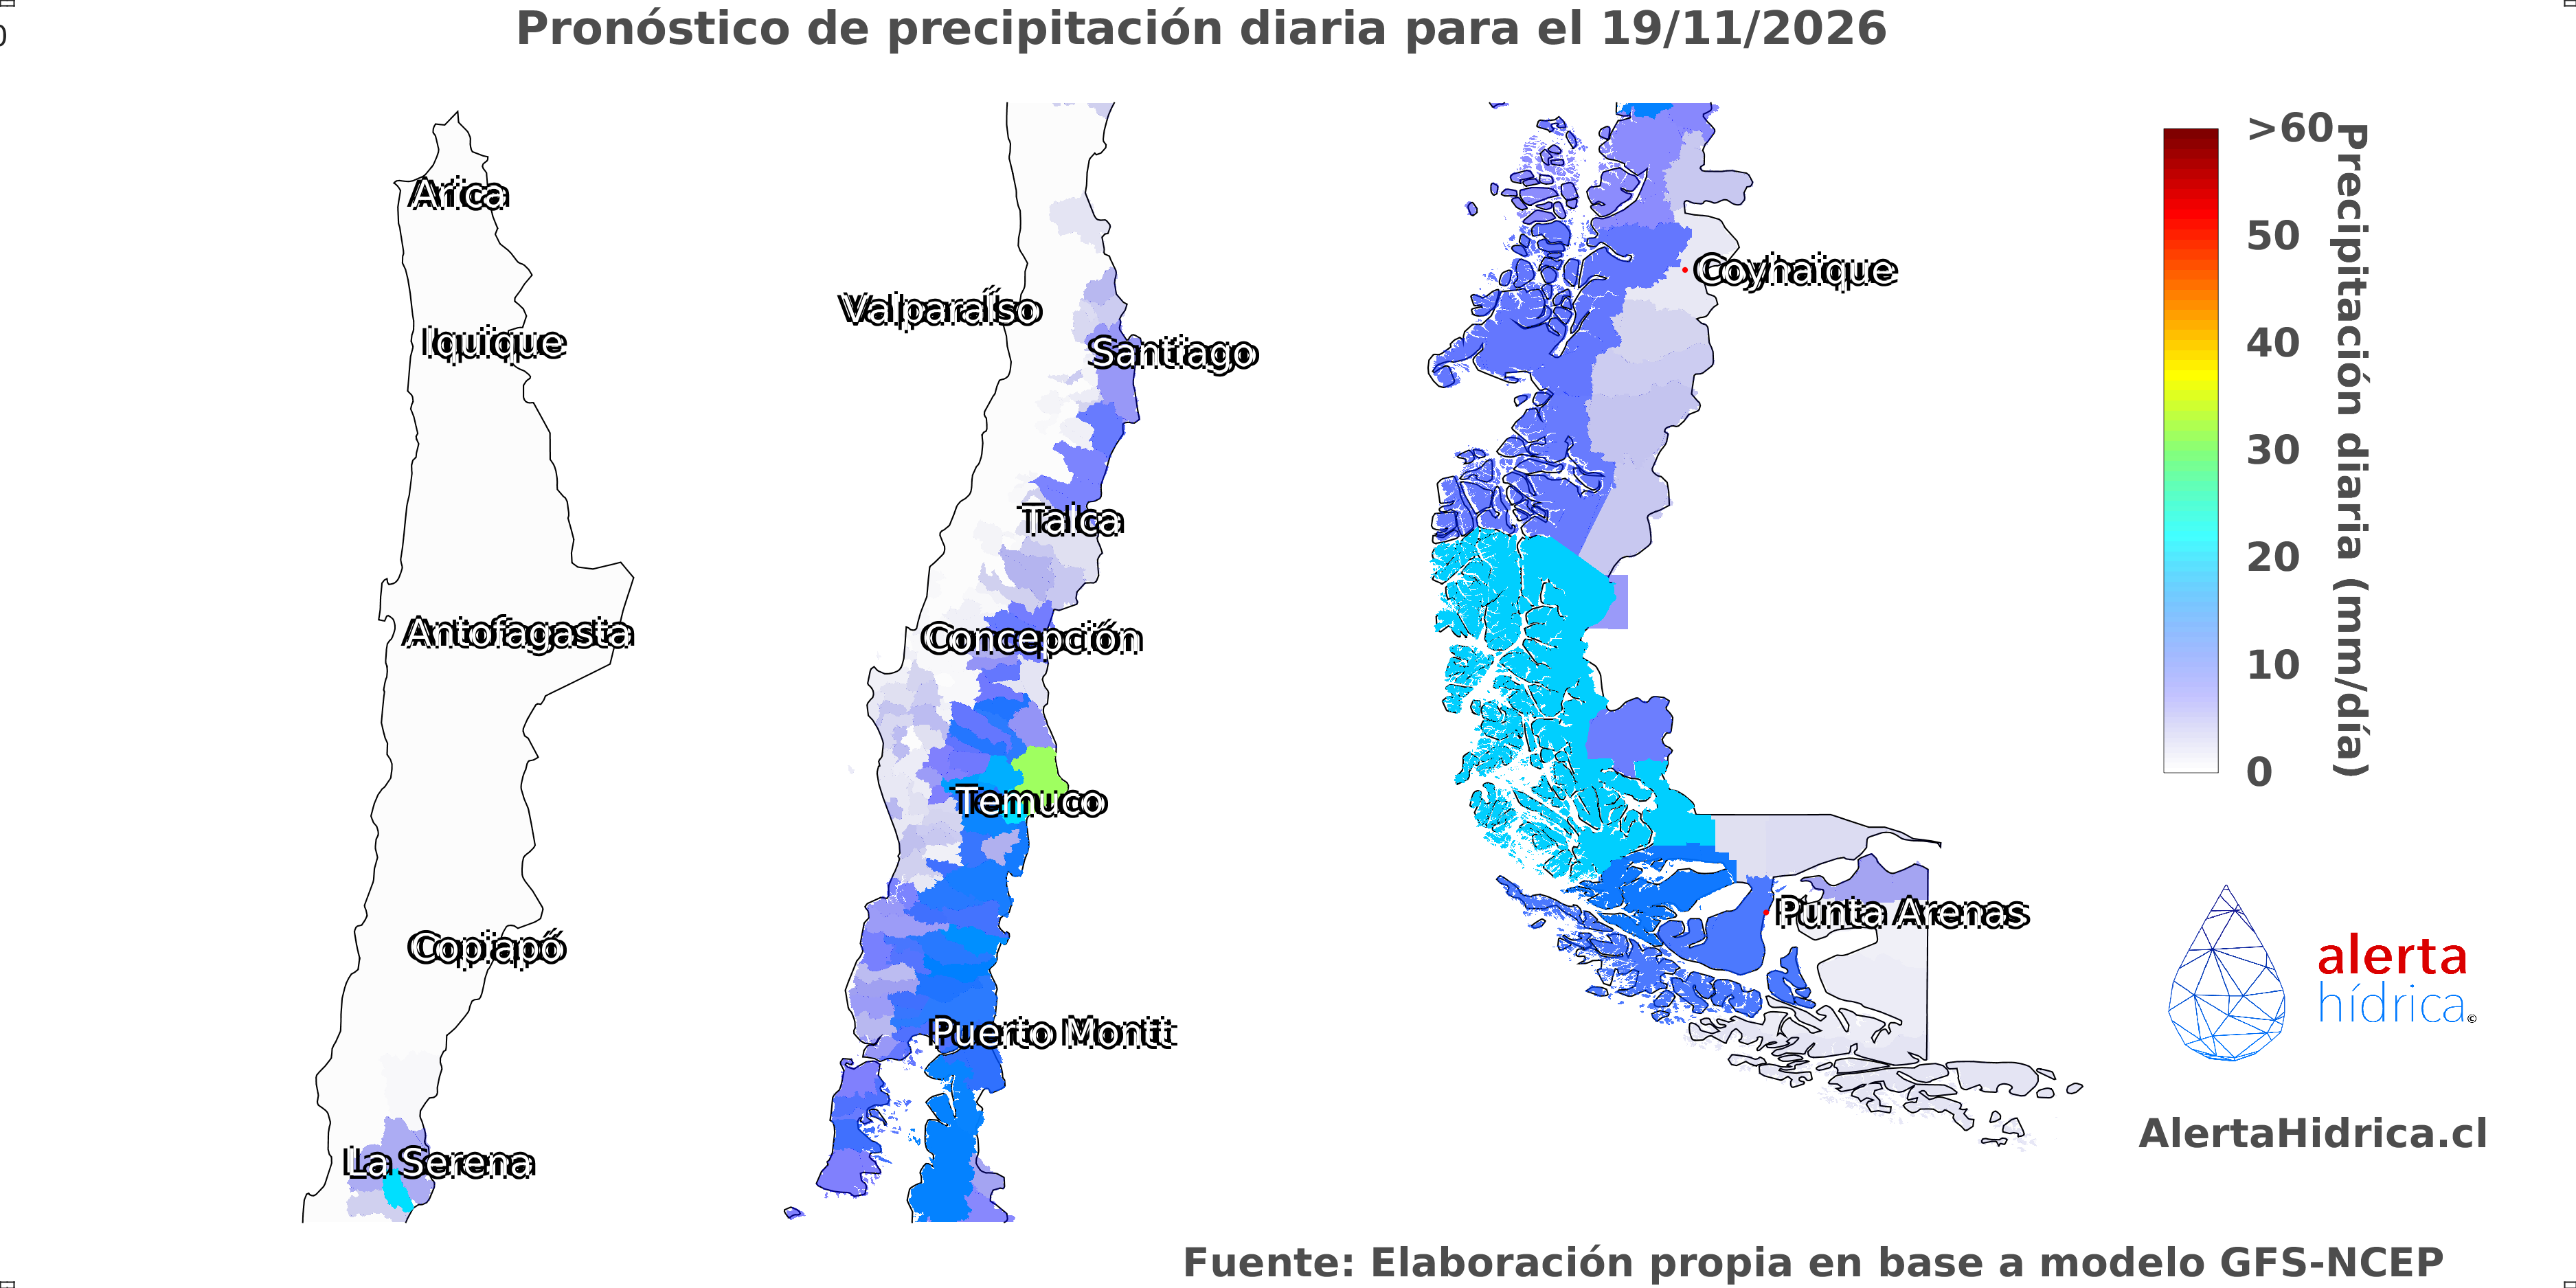 Pronóstico de precipitación diaria para el 19/11/2026
0
Arica
Iquique
Antofagasta
Copiapó
La Serena
Valparaíso
Santiago
Talca
Concepción
Temuco
Puerto Montt
Coyhaique
Punta Arenas
>60
50
40
30
20
10
0
Precipitación diaria (mm/día)
alerta
hídrica©
AlertaHidrica.cl
Fuente: Elaboración propia en base a modelo GFS-NCEP